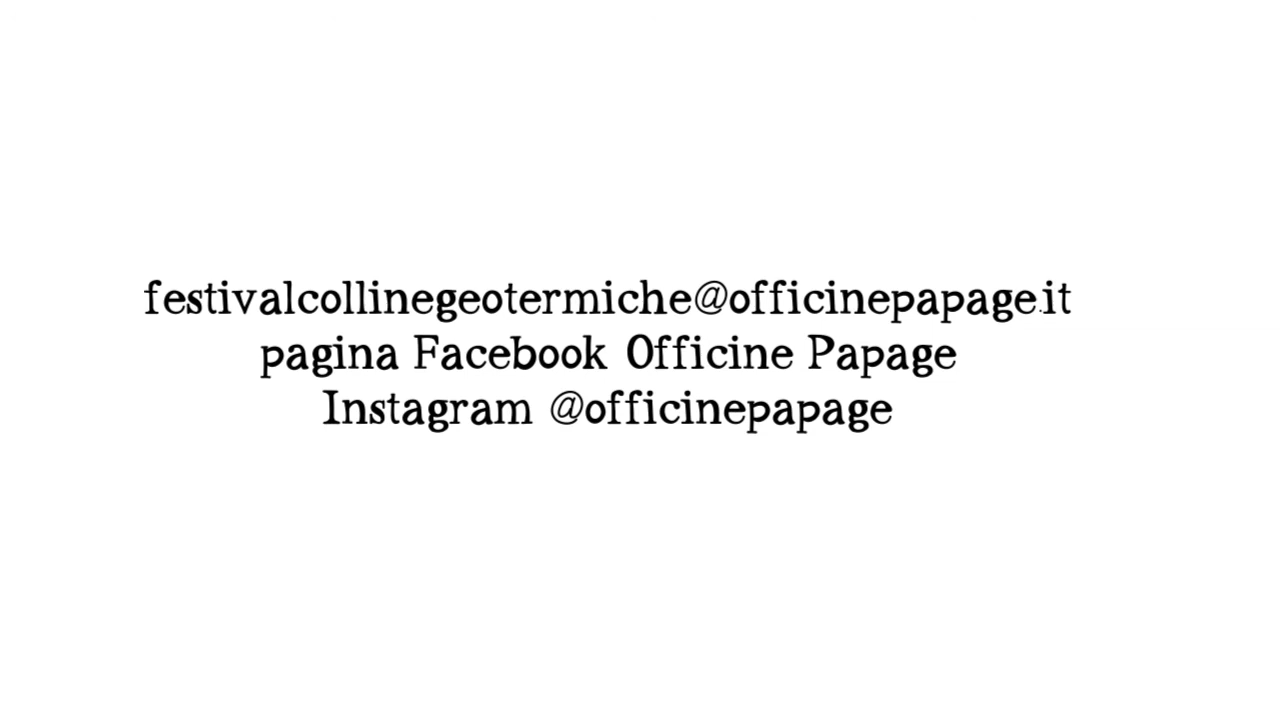 festivalcollinegeotermiche@officinepapage.it
pagina Facebook Officine Papage
Instagram @officinepapage